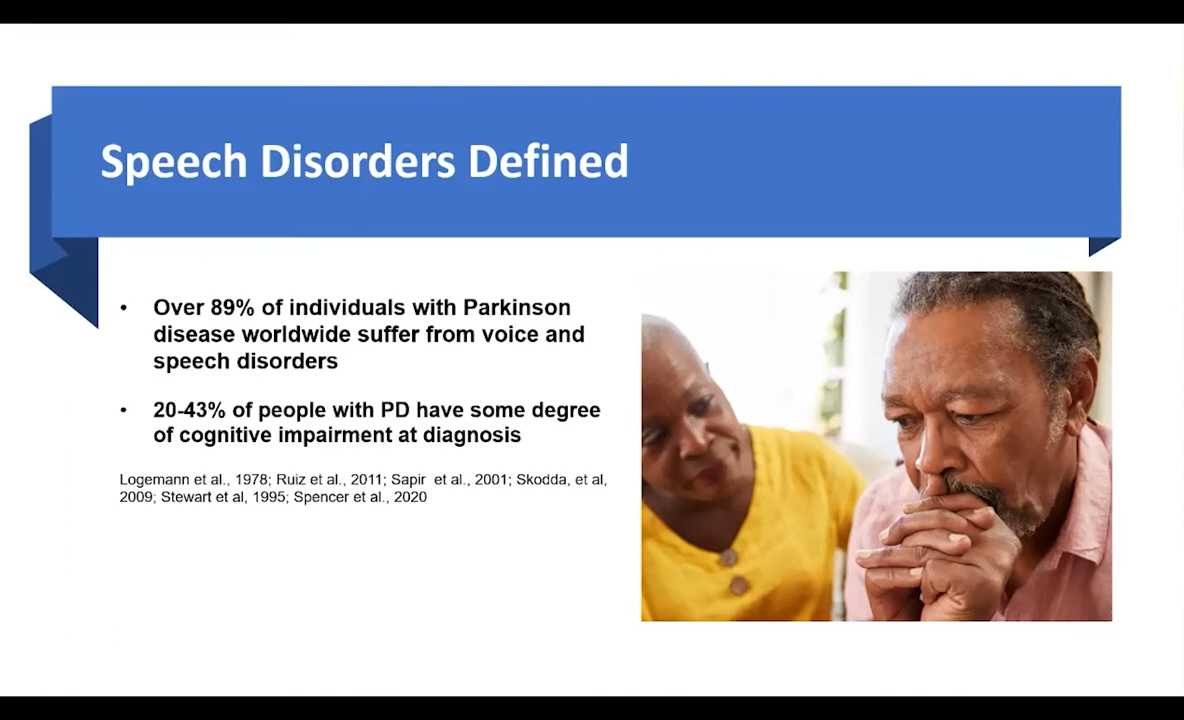 Speech Disorders Defined
• Over 89% of individuals with Parkinson
disease worldwide suffer from voice and
speech disorders
• 20-43% of people with PD have some degree
of cognitive impairment at diagnosis
Logemann et al., 1978; Ruiz et al., 2011; Sapir et al., 2001; Skodda, et al,
2009; Stewart et al, 1995; Spencer et al., 2020